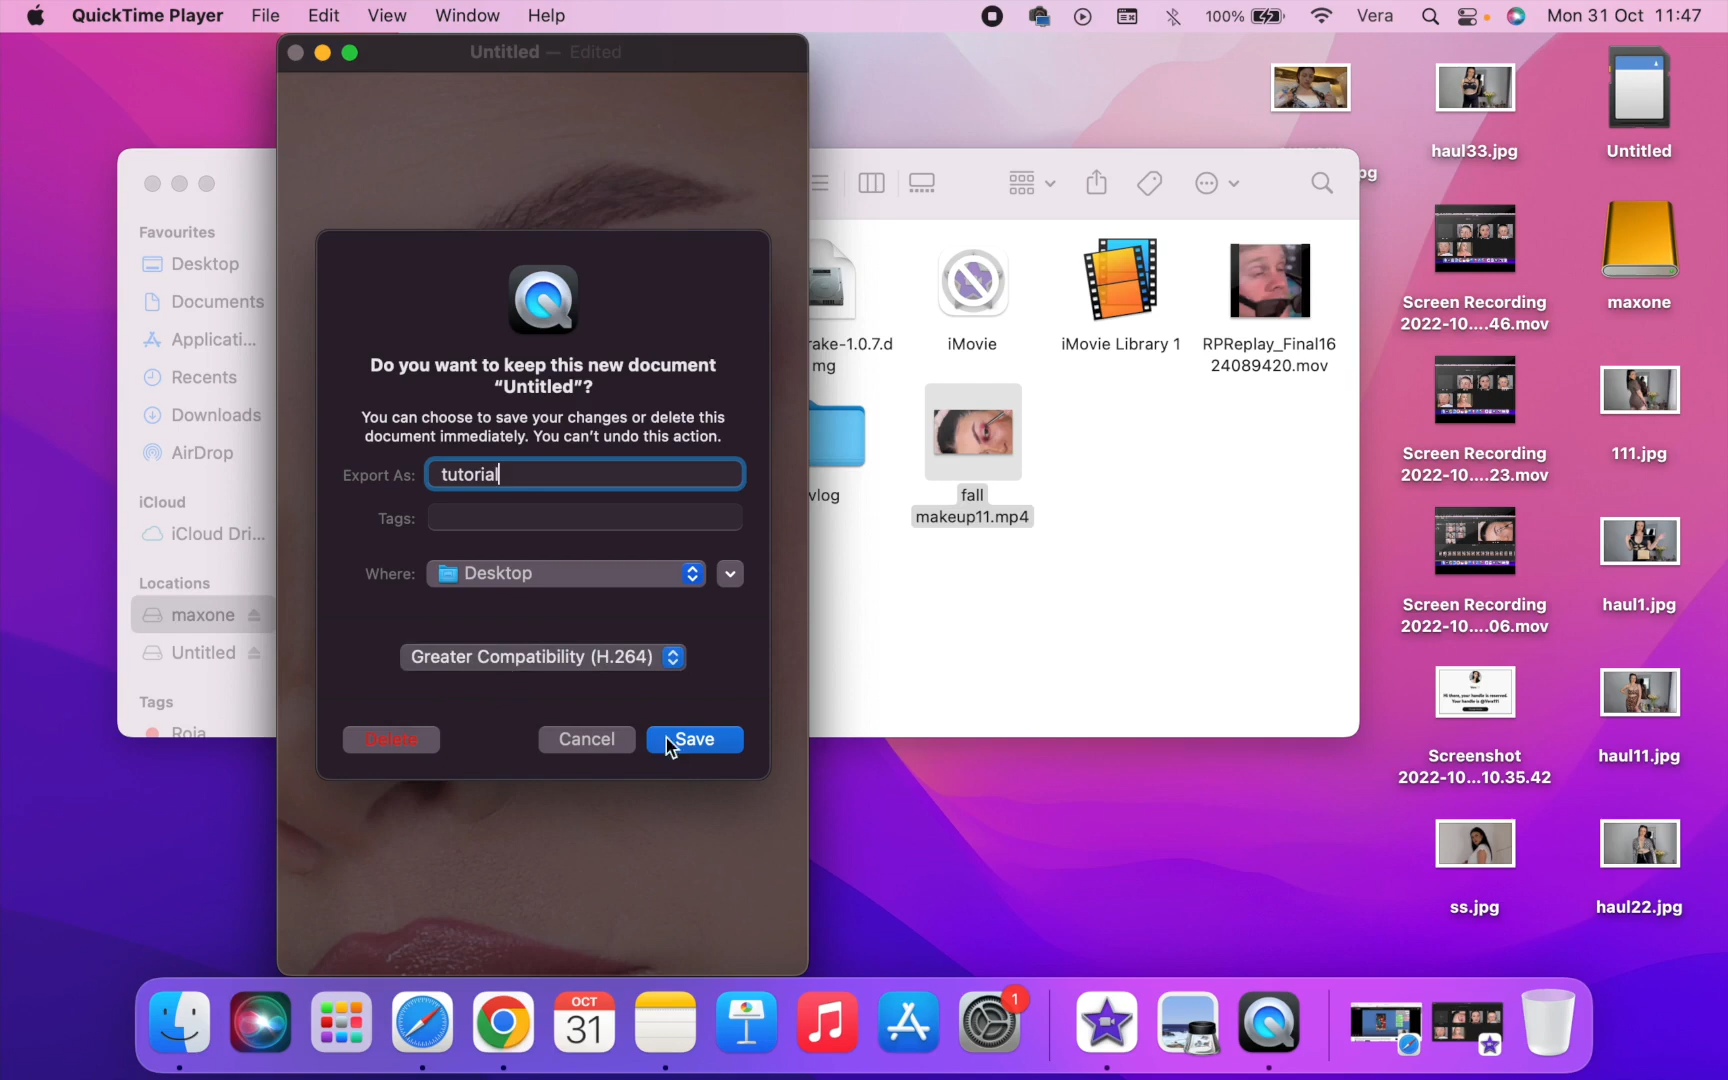 QuickTime Player File Edit View Window Help 100% Vera Mon 31 Oct 11:47
Untitled — Edited
Favourites
Desktop
Documents
Applicati...
Recents
Downloads
AirDrop
iCloud
iCloud Dri...
Locations
maxone
Untitled
Tags
Do you want to keep this new document
“Untitled”?
You can choose to save your changes or delete this
document immediately. You can’t undo this action.
Export As: tutorial
Tags:
Where: Desktop
Greater Compatibility (H.264)
Delete Cancel Save
rake-1.0.7.d
mg
iMovie
iMovie Library 1
RPReplay_Final16
24089420.mov
vlog
fall
makeup11.mp4
pg
haul33.jpg
Untitled
Screen Recording
2022-10....46.mov
maxone
Screen Recording
2022-10....23.mov
111.jpg
Screen Recording
2022-10....06.mov
haul1.jpg
Screenshot
2022-10...10.35.42
haul11.jpg
ss.jpg
haul22.jpg
OCT
31
1